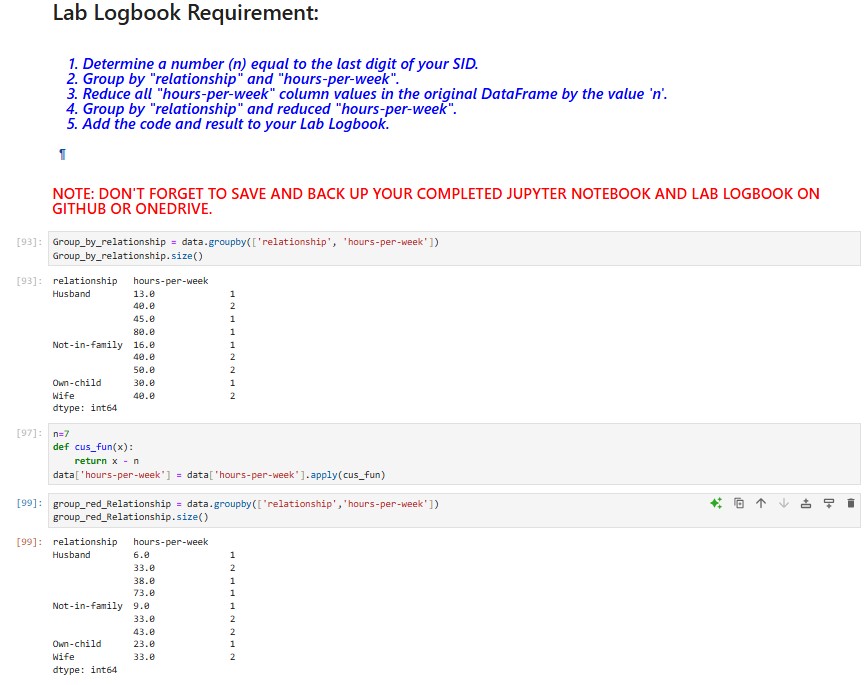 Lab Logbook Requirement:
1. Determine a number (n) equal to the last digit of your SID.
2. Group by "relationship" and "hours-per-week".
3. Reduce all "hours-per-week" column values in the original DataFrame by the value 'n'.
4. Group by "relationship" and reduced "hours-per-week".
5. Add the code and result to your Lab Logbook.
¶
NOTE: DON'T FORGET TO SAVE AND BACK UP YOUR COMPLETED JUPYTER NOTEBOOK AND LAB LOGBOOK ON
GITHUB OR ONEDRIVE.
[93]: Group_by_relationship = data.groupby(['relationship', 'hours-per-week'])
Group_by_relationship.size()
[93]: relationship hours-per-week
Husband 13.0 1
40.0 2
45.0 1
80.0 1
Not-in-family 16.0 1
40.0 2
50.0 2
Own-child 30.0 1
Wife 40.0 2
dtype: int64
[97]: n=7
def cus_fun(x):
return x - n
data['hours-per-week'] = data['hours-per-week'].apply(cus_fun)
[99]: group_red_Relationship = data.groupby(['relationship','hours-per-week'])
group_red_Relationship.size()
[99]: relationship hours-per-week
Husband 6.0 1
33.0 2
38.0 1
73.0 1
Not-in-family 9.0 1
33.0 2
43.0 2
Own-child 23.0 1
Wife 33.0 2
dtype: int64